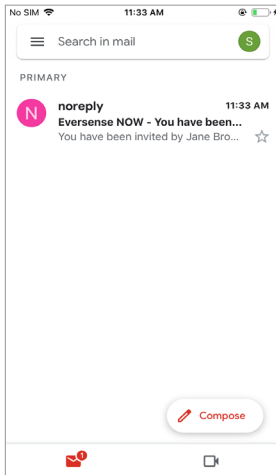 No SIM 11:33 AM
Search in mail S
PRIMARY
N noreply 11:33 AM
Eversense NOW - You have been...
You have been invited by Jane Bro...
Compose
1